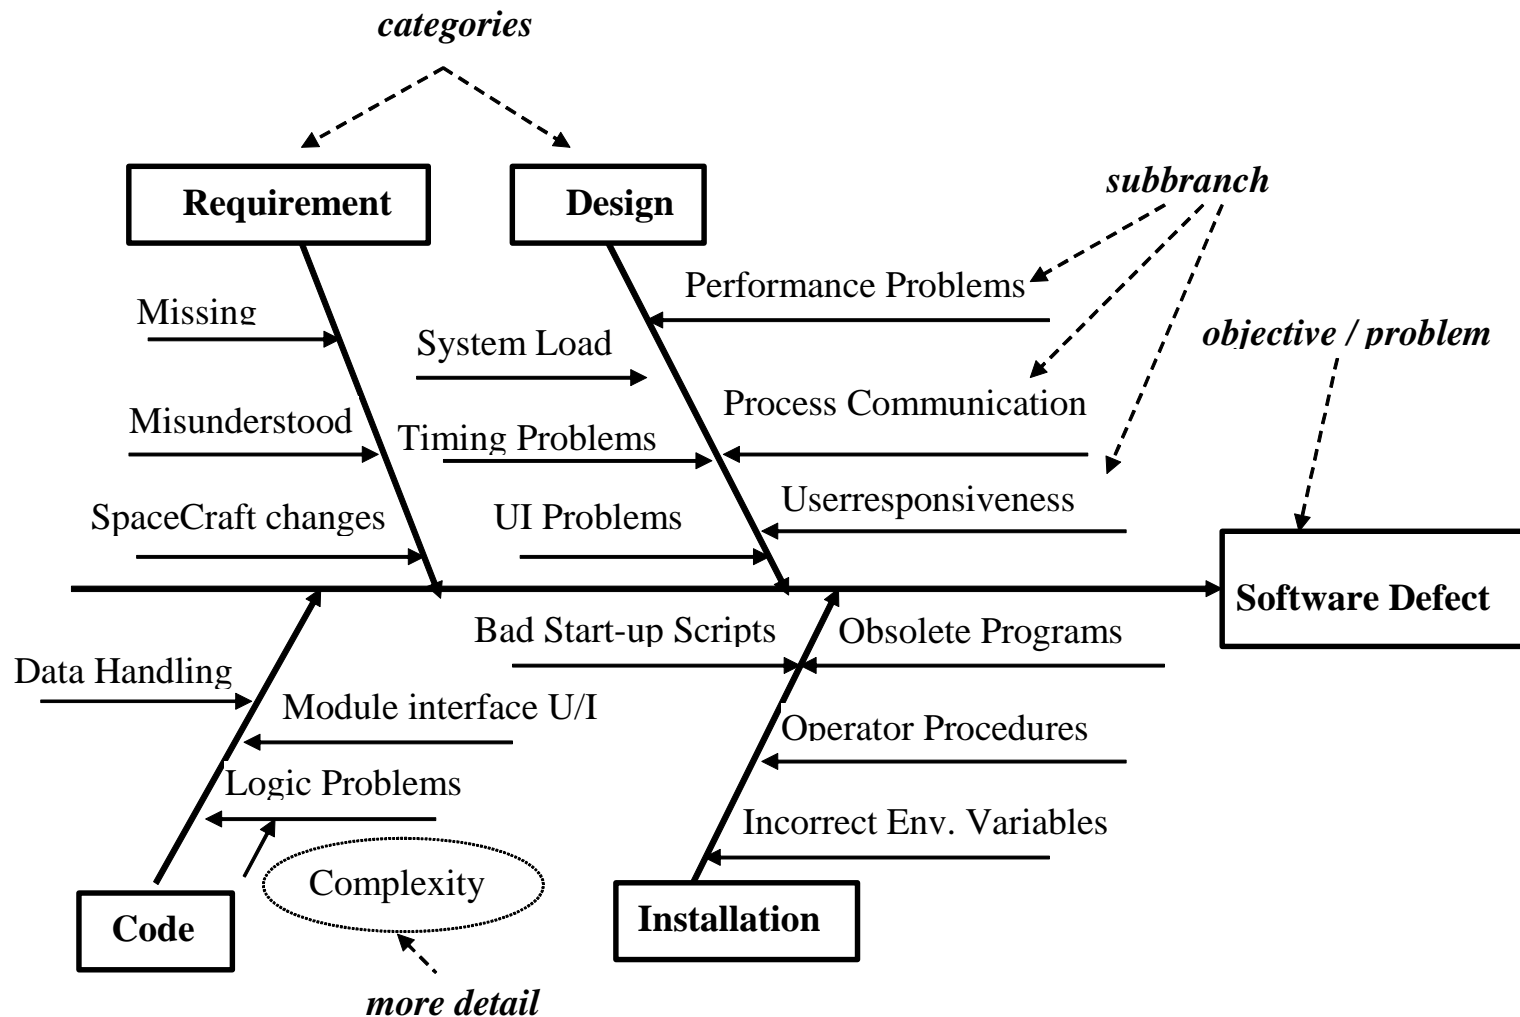 categories
Requirement
Design
subbranch
Performance Problems
Missing
System Load
objective / problem
Process Communication
Misunderstood
Timing Problems
Userresponsiveness
SpaceCraft changes
UI Problems
Software Defect
Bad Start-up Scripts
Obsolete Programs
Data Handling
Module interface U/I
Operator Procedures
Logic Problems
Incorrect Env. Variables
Complexity
Code
Installation
more detail